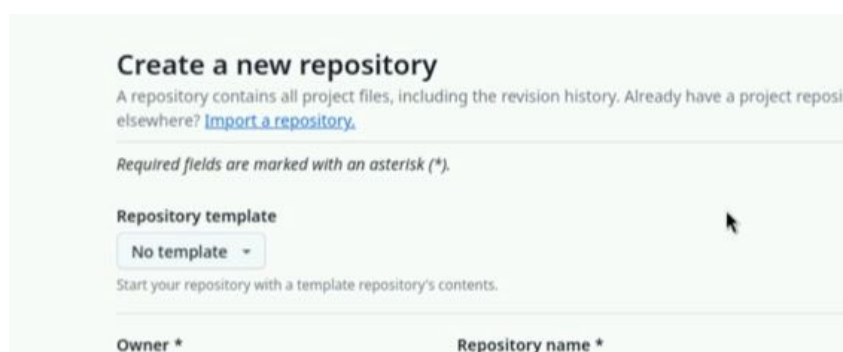 Create a new repository
A repository contains all project files, including the revision history. Already have a project
elsewhere? Import a repository.
Required fields are marked with an asterisk (*).
Repository template
No template
Start your repository with a template repository's contents.
Owner * Repository name *